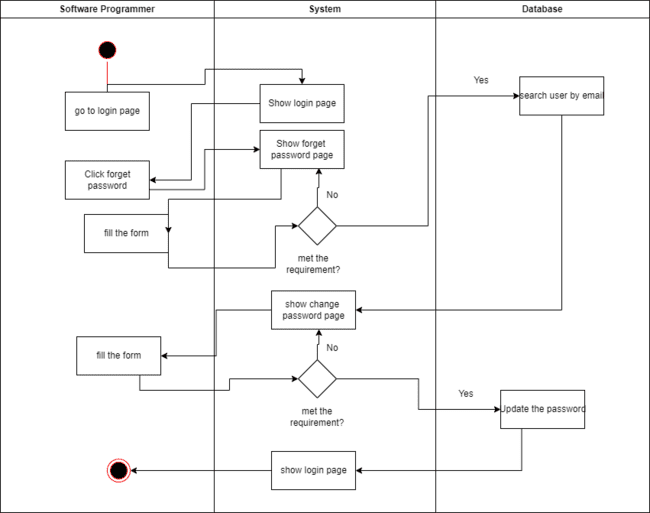 Software Programmer
System
Database
Yes
go to login page
Show login page
search user by email
Show forget
password page
Click forget
password
No
fill the form
met the
requirement?
show change
password page
No
fill the form
met the
requirement?
Yes
Update the password
show login page